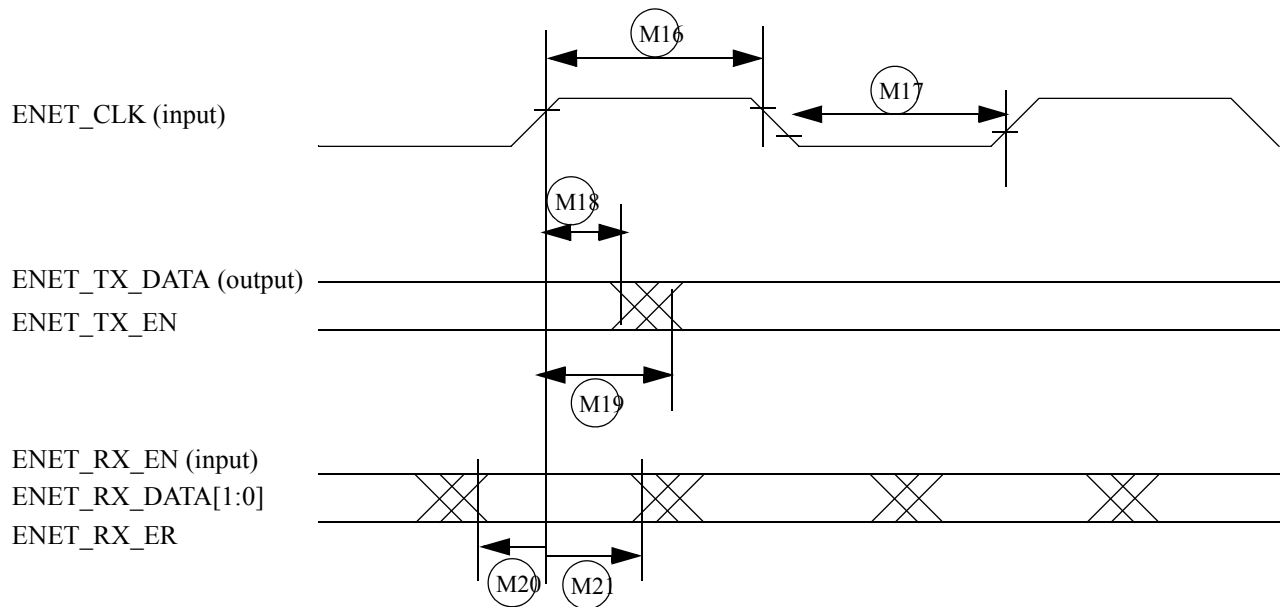 M16
M17
ENET_CLK (input)
M18
ENET_TX_DATA (output)
ENET_TX_EN
M19
ENET_RX_EN (input)
ENET_RX_DATA[1:0]
ENET_RX_ER
M20
M21